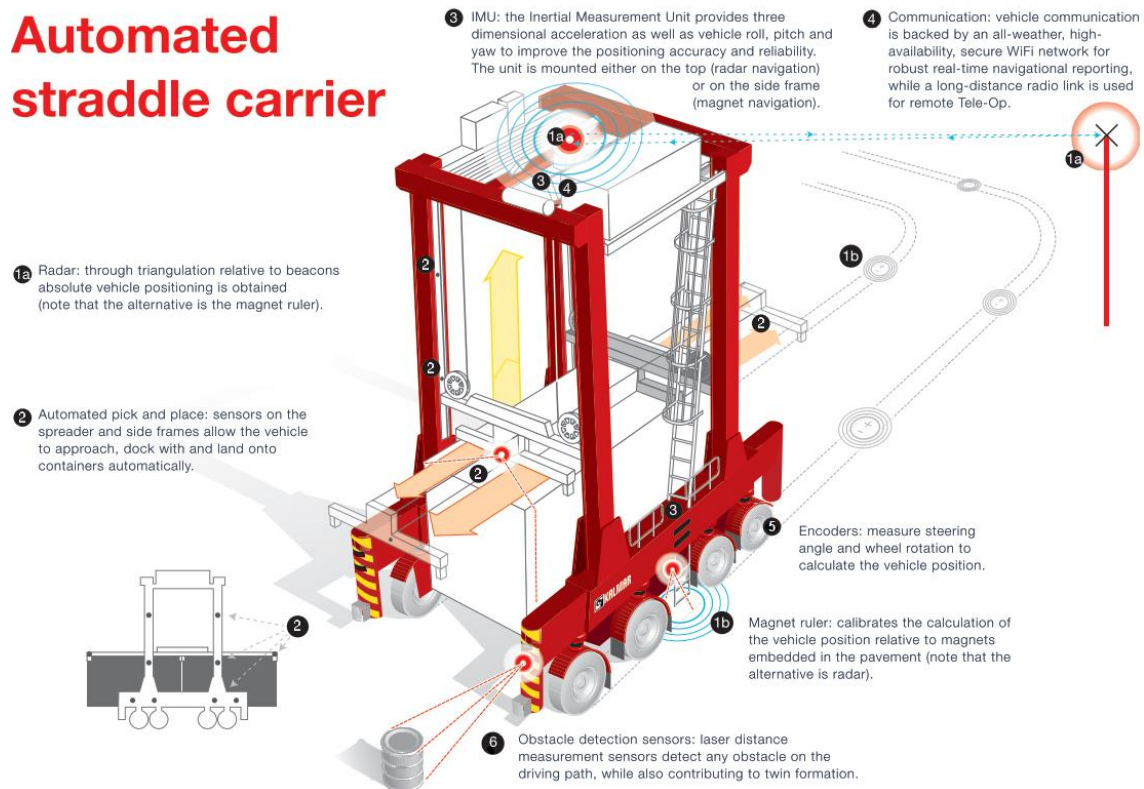 Automated
straddle carrier
3 IMU: the Inertial Measurement Unit provides three
dimensional acceleration as well as vehicle roll, pitch and
yaw to improve the positioning accuracy and reliability.
The unit is mounted either on the top (radar navigation)
or on the side frame
(magnet navigation).
4 Communication: vehicle communication
is backed by an all-weather, high-
availability, secure WiFi network for
robust real-time navigational reporting,
while a long-distance radio link is used
for remote Tele-Op.
1a
1a
3
4
1b
2
1a Radar: through triangulation relative to beacons
absolute vehicle positioning is obtained
(note that the alternative is the magnet ruler).
2
2
2 Automated pick and place: sensors on the
spreader and side frames allow the vehicle
to approach, dock with and land onto
containers automatically.
2
+
-
3
5
Encoders: measure steering
angle and wheel rotation to
calculate the vehicle position.
KALMAR
1b
Magnet ruler: calibrates the calculation of
the vehicle position relative to magnets
embedded in the pavement (note that the
alternative is radar).
2
6 Obstacle detection sensors: laser distance
measurement sensors detect any obstacle on the
driving path, while also contributing to twin formation.